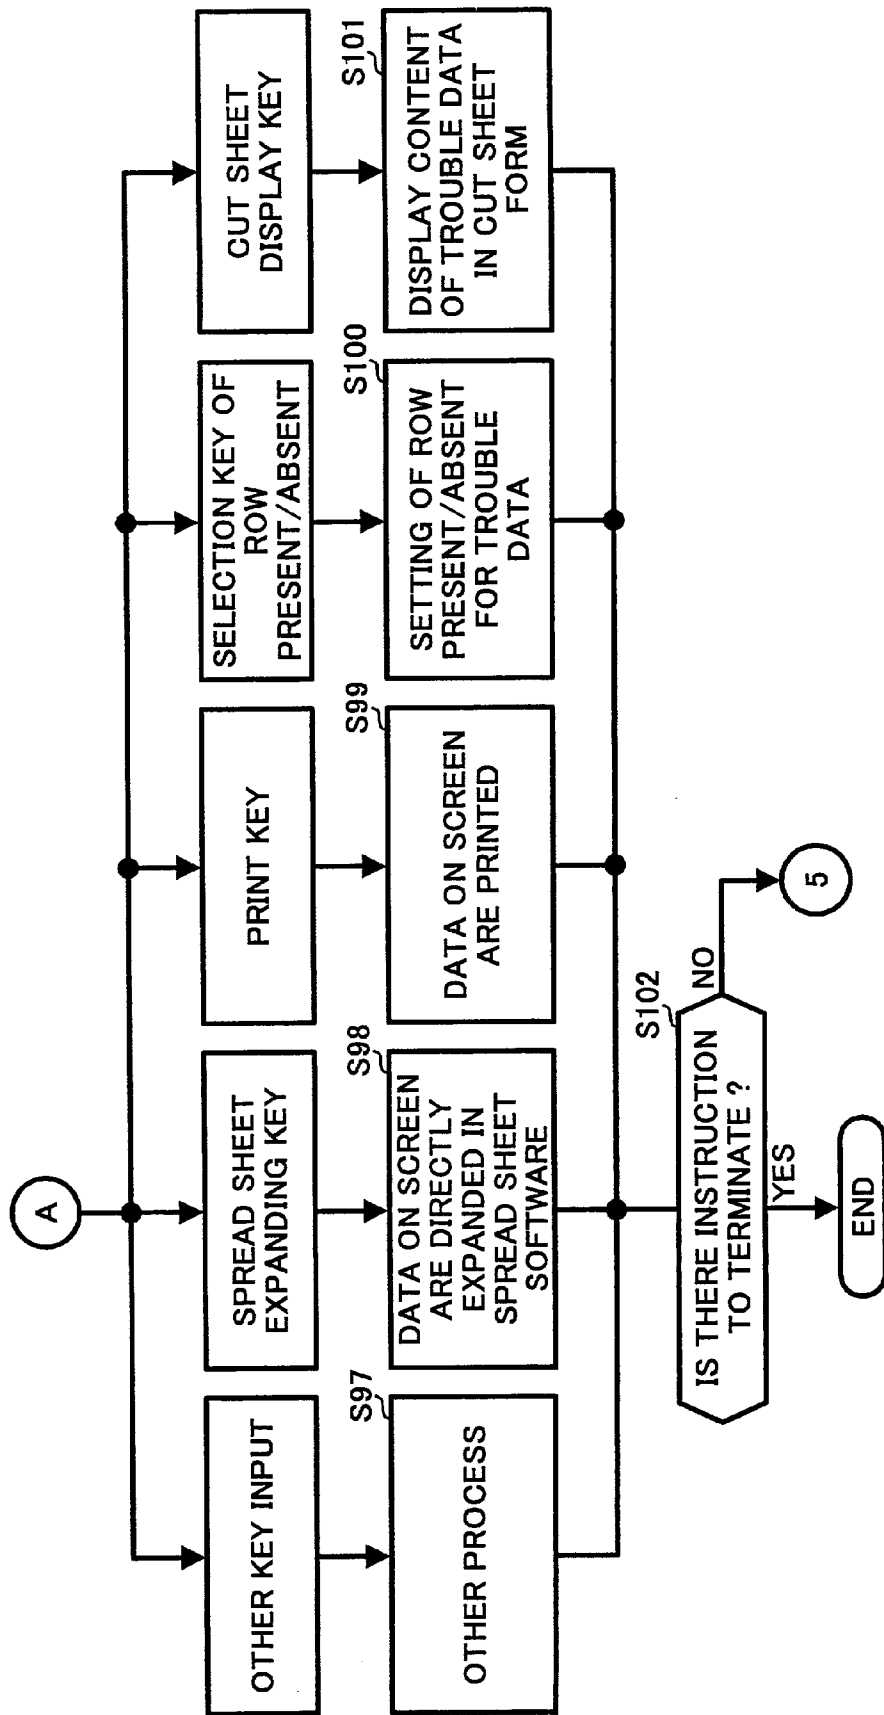 A
OTHER KEY INPUT
SPREAD SHEET
EXPANDING KEY
PRINT KEY
SELECTION KEY OF
ROW
PRESENT/ABSENT
CUT SHEET
DISPLAY KEY
S97
OTHER PROCESS
S98
DATA ON SCREEN
ARE DIRECTLY
EXPANDED IN
SPREAD SHEET
SOFTWARE
S99
DATA ON SCREEN
ARE PRINTED
S100
SETTING OF ROW
PRESENT/ABSENT
FOR TROUBLE
DATA
S101
DISPLAY CONTENT
OF TROUBLE DATA
IN CUT SHEET
FORM
S102
IS THERE INSTRUCTION
TO TERMINATE ?
NO
5
YES
END